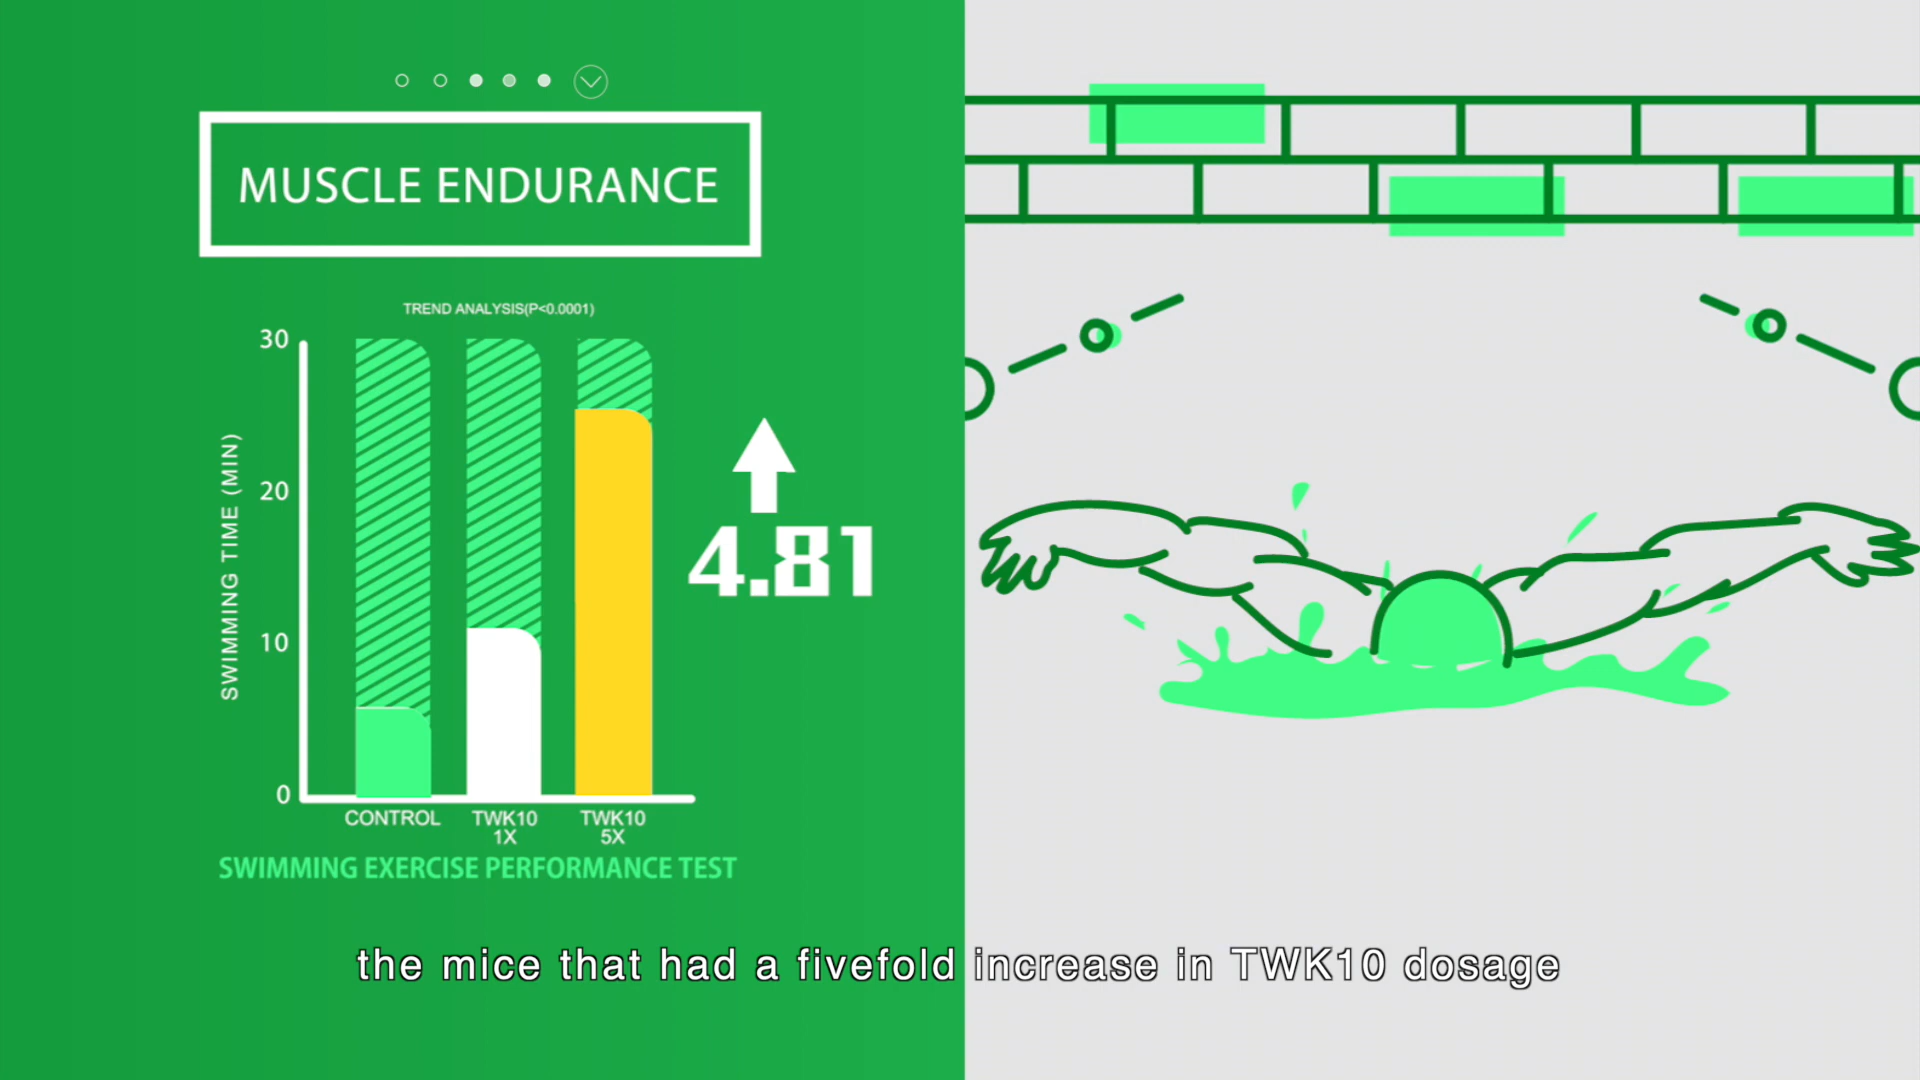 MUSCLE ENDURANCE
TREND ANALYSIS(P<0.0001)
30
20
10
0
SWIMMING TIME (MIN)
4.81
CONTROL
TWK10
1X
TWK10
5X
SWIMMING EXERCISE PERFORMANCE TEST
the mice that had a fivefold increase in TWK10 dosage